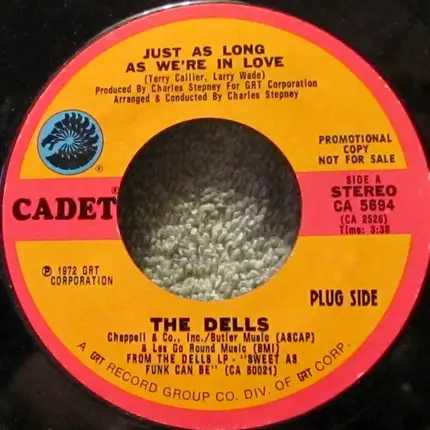 JUST AS LONG
AS WE'RE IN LOVE
(Terry Callier, Larry Wade)
Produced By Charles Stepney For GRT Corporation
Arranged & Conducted By Charles Stepney
PROMOTIONAL
COPY
NOT FOR SALE
SIDE A
STEREO
CA 5694
(CA 2526)
Time: 3:38
CADET®
℗ 1972 GRT
CORPORATION
PLUG SIDE
THE DELLS
Chappell & Co., Inc./Butler Music (ASCAP)
& Les Go Round Music (BMI)
FROM THE DELLS LP - "SWEET AS
FUNK CAN BE" (CA 50021)
A GRT RECORD GROUP CO. DIV. OF GRT CORP.